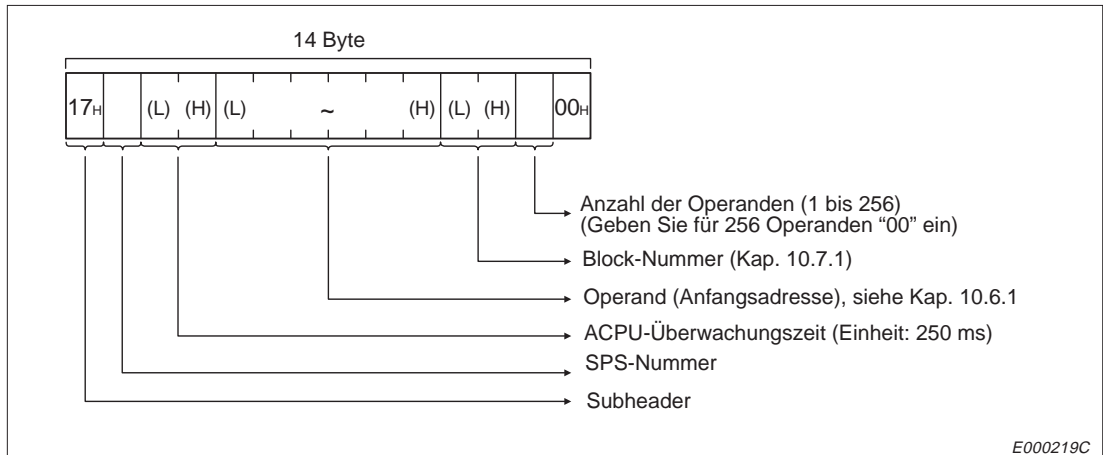 14 Byte
17H (L) (H) (L) ~ (H) (L) (H) 00H
Anzahl der Operanden (1 bis 256)
(Geben Sie für 256 Operanden “00” ein)
Block-Nummer (Kap. 10.7.1)
Operand (Anfangsadresse), siehe Kap. 10.6.1
ACPU-Überwachungszeit (Einheit: 250 ms)
SPS-Nummer
Subheader
E000219C